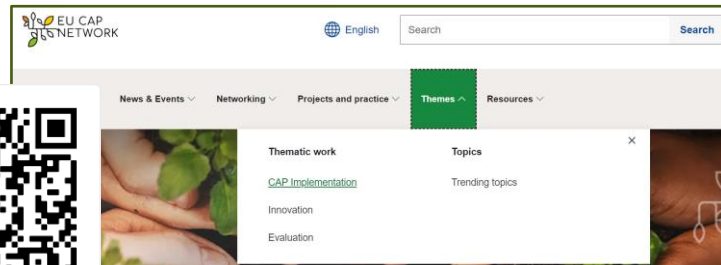 EU CAP
NETWORK
English
Search
Search
News & Events
Networking
Projects and practice
Themes
Resources
Thematic work
Topics
CAP Implementation
Trending topics
Innovation
Evaluation